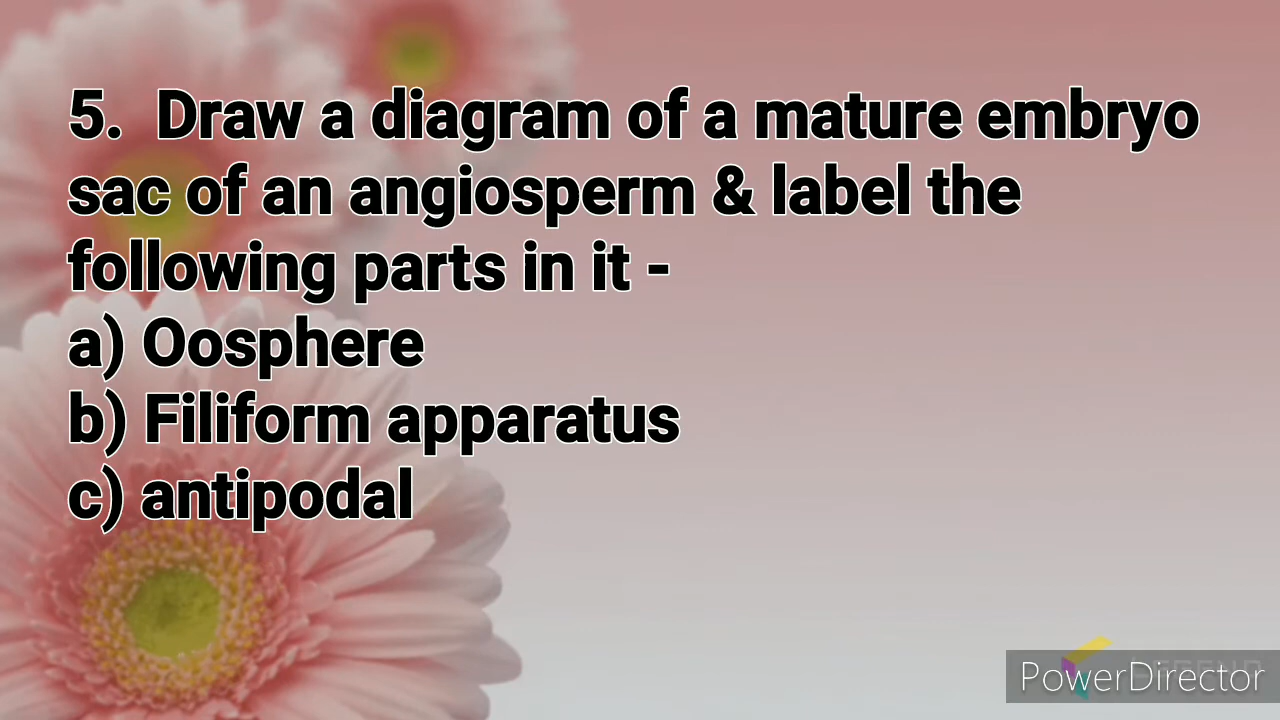 5. Draw a diagram of a mature embryo
sac of an angiosperm & label the
following parts in it -
a) Oosphere
b) Filiform apparatus
c) antipodal
PowerDirector